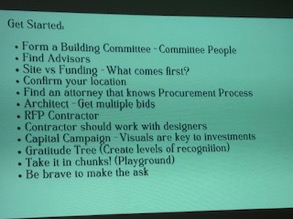 Get Started:
• Form a Building Committee - Committee People
• Find Advisors
• Site vs Funding - What comes first?
• Confirm your location
• Find an attorney that knows Procurement Process
• Architect - Get multiple bids
• RFP Contractor
• Contractor should work with designers
• Capital Campaign - Visuals are key to investments
• Gratitude Tree (Create levels of recognition)
• Take it in chunks! (Playground)
• Be brave to make the ask